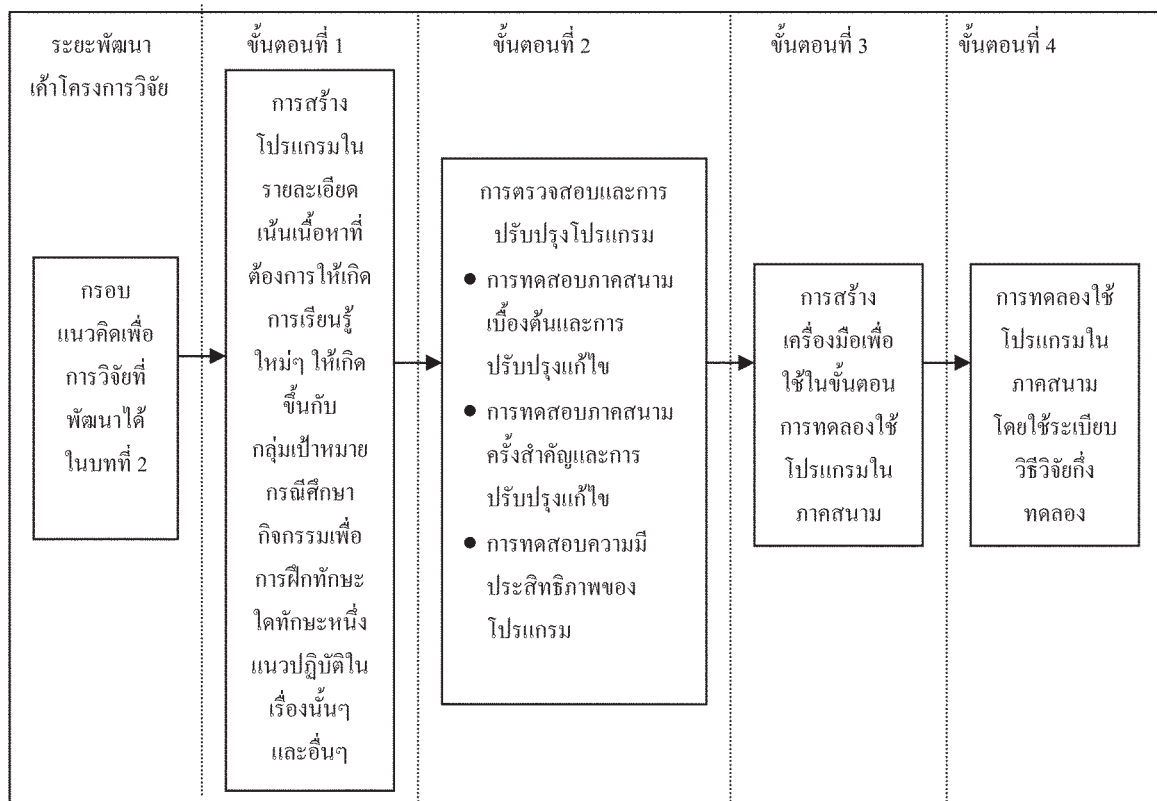 ระยะพัฒนา
เค้าโครงการวิจัย
กรอบ
แนวคิดเพื่อ
การวิจัยที่
พัฒนาได้
ในบทที่ 2
ขั้นตอนที่ 1
การสร้าง
โปรแกรมใน
รายละเอียด
เน้นเนื้อหาที่
ต้องการให้เกิด
การเรียนรู้
ใหม่ๆ ให้เกิด
ขึ้นกับ
กลุ่มเป้าหมาย
กรณีศึกษา
กิจกรรมเพื่อ
การฝึกทักษะ
ใดทักษะหนึ่ง
แนวปฏิบัติใน
เรื่องนั้นๆ
และอื่นๆ
ขั้นตอนที่ 2
การตรวจสอบและการ
ปรับปรุงโปรแกรม
● การทดสอบภาคสนาม
เบื้องต้นและการ
ปรับปรุงแก้ไข
● การทดสอบภาคสนาม
ครั้งสำคัญและการ
ปรับปรุงแก้ไข
● การทดสอบความมี
ประสิทธิภาพของ
โปรแกรม
ขั้นตอนที่ 3
การสร้าง
เครื่องมือเพื่อ
ใช้ในขั้นตอน
การทดลองใช้
โปรแกรมใน
ภาคสนาม
ขั้นตอนที่ 4
การทดลองใช้
โปรแกรมใน
ภาคสนาม
โดยใช้ระเบียบ
วิธีวิจัยกึ่ง
ทดลอง